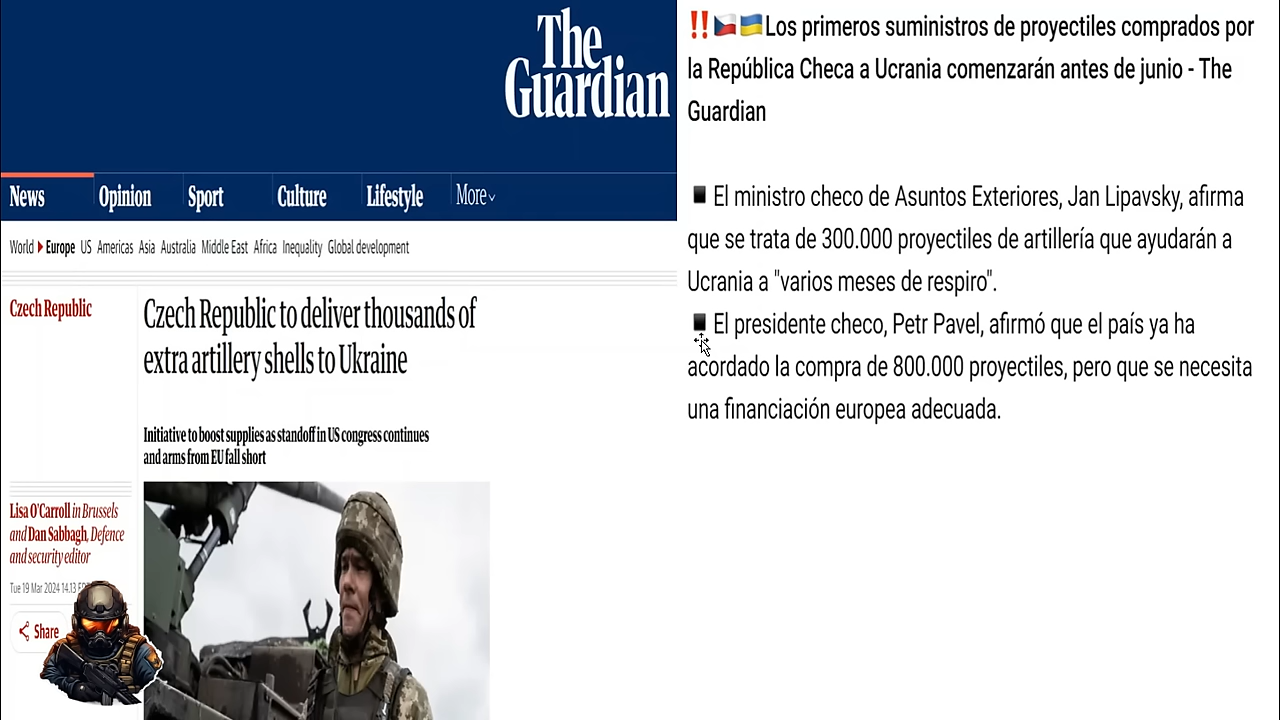 The
Guardian
News
Opinion
Sport
Culture
Lifestyle
More
World
Europe
US
Americas
Asia
Australia
Middle East
Africa
Inequality
Global development
Czech Republic
Czech Republic to deliver thousands of
extra artillery shells to Ukraine
Initiative to boost supplies as standoff in US congress continues
and arms from EU fall short
Lisa O'Carroll in Brussels
and Dan Sabbagh, Defence
and security editor
Tue 19 Mar 2024 14.13
Share
‼️🇨🇿🇺🇦Los primeros suministros de proyectiles comprados por
la República Checa a Ucrania comenzarán antes de junio - The
Guardian
◾El ministro checo de Asuntos Exteriores, Jan Lipavsky, afirma
que se trata de 300.000 proyectiles de artillería que ayudarán a
Ucrania a "varios meses de respiro".
◾El presidente checo, Petr Pavel, afirmó que el país ya ha
acordado la compra de 800.000 proyectiles, pero que se necesita
una financiación europea adecuada.